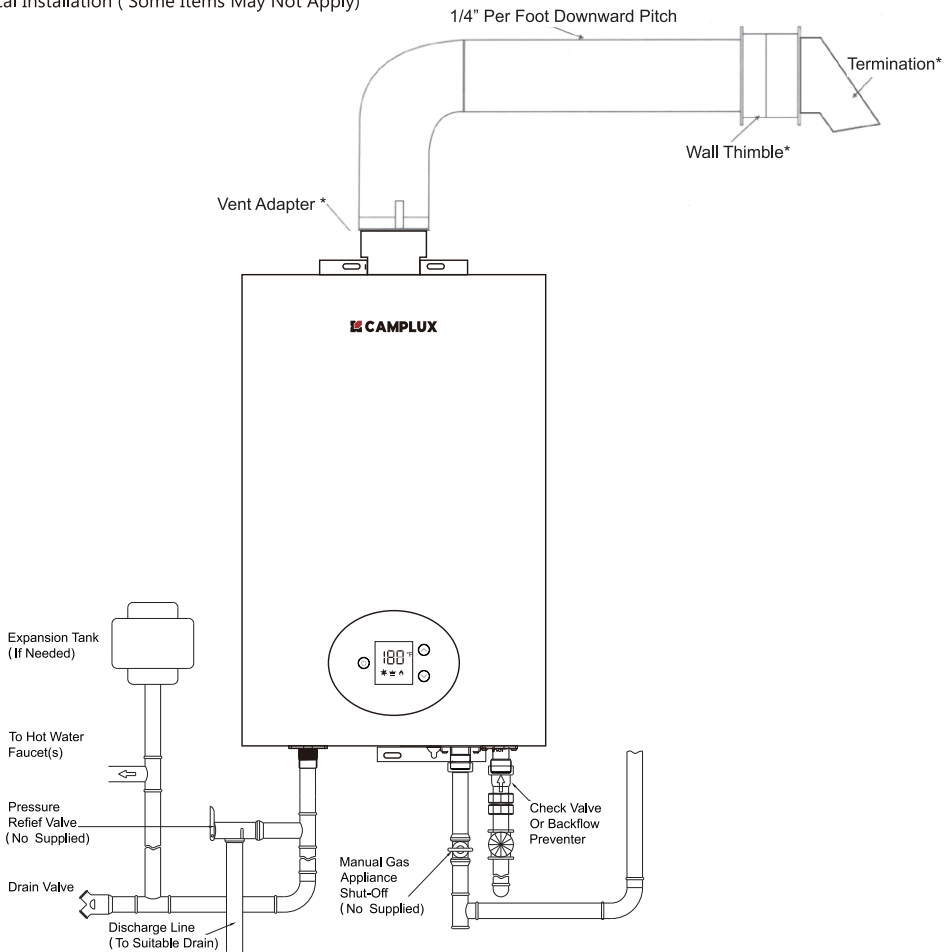 Installation ( Some Items May Not Apply)
1/4" Per Foot Downward Pitch
Termination*
Wall Thimble*
Vent Adapter *
CAMPLUX
Expansion Tank
( If Needed)
180 °F
To Hot Water
Faucet(s)
Pressure
Refief Valve
( No Supplied)
Check Valve
Or Backflow
Preventer
Manual Gas
Appliance
Shut-Off
( No Supplied)
Drain Valve
Discharge Line
( To Suitable Drain)